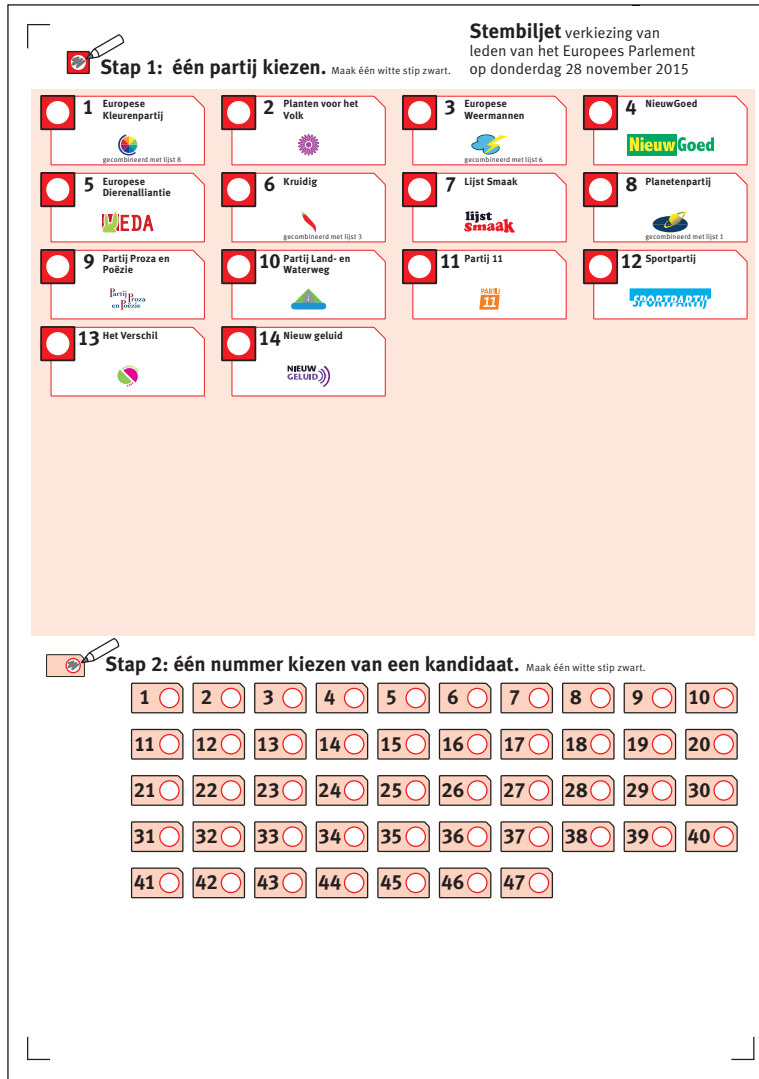 Stembiljet verkiezing van
leden van het Europees Parlement
op donderdag 28 november 2015
Stap 1: één partij kiezen. Maak één witte stip zwart.
1 Europese
Kleurenpartij
gecombineerd met lijst 8
2 Planten voor het
Volk
3 Europese
Weermannen
gecombineerd met lijst 6
4 NieuwGoed
NieuwGoed
5 Europese
Dierenalliantie
EDA
6 Kruidig
gecombineerd met lijst 3
7 Lijst Smaak
lijst
smaak
8 Planetenpartij
gecombineerd met lijst 1
9 Partij Proza en
Poëzie
Partij Proza
en Poëzie
10 Partij Land- en
Waterweg
11 Partij 11
PARTIJ
11
12 Sportpartij
SPORTPARTIJ
13 Het Verschil
14 Nieuw geluid
NIEUW
GELUID
Stap 2: één nummer kiezen van een kandidaat. Maak één witte stip zwart.
1 2 3 4 5 6 7 8 9 10
11 12 13 14 15 16 17 18 19 20
21 22 23 24 25 26 27 28 29 30
31 32 33 34 35 36 37 38 39 40
41 42 43 44 45 46 47